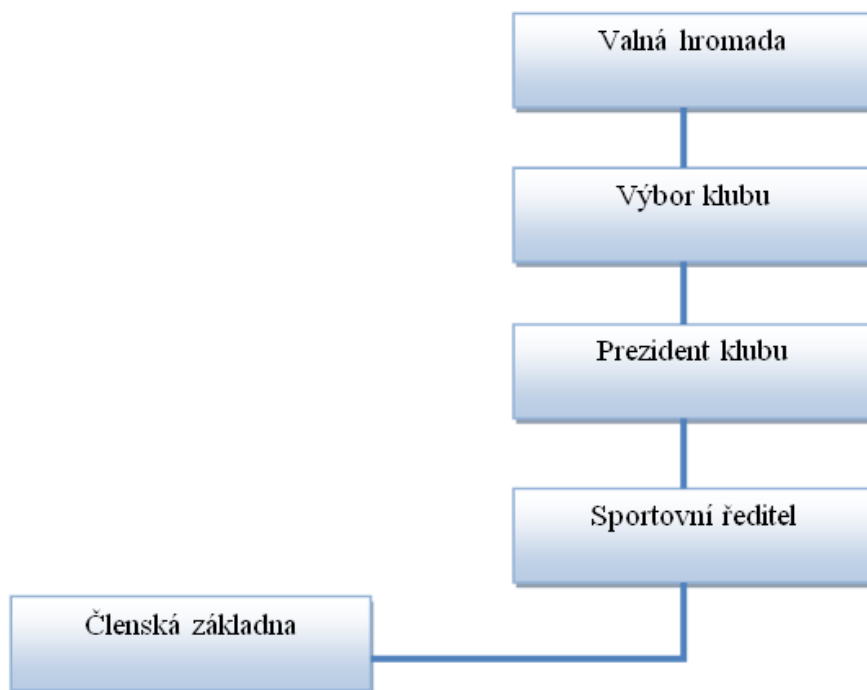 Valná hromada
Výbor klubu
Prezident klubu
Sportovní ředitel
Členská základna